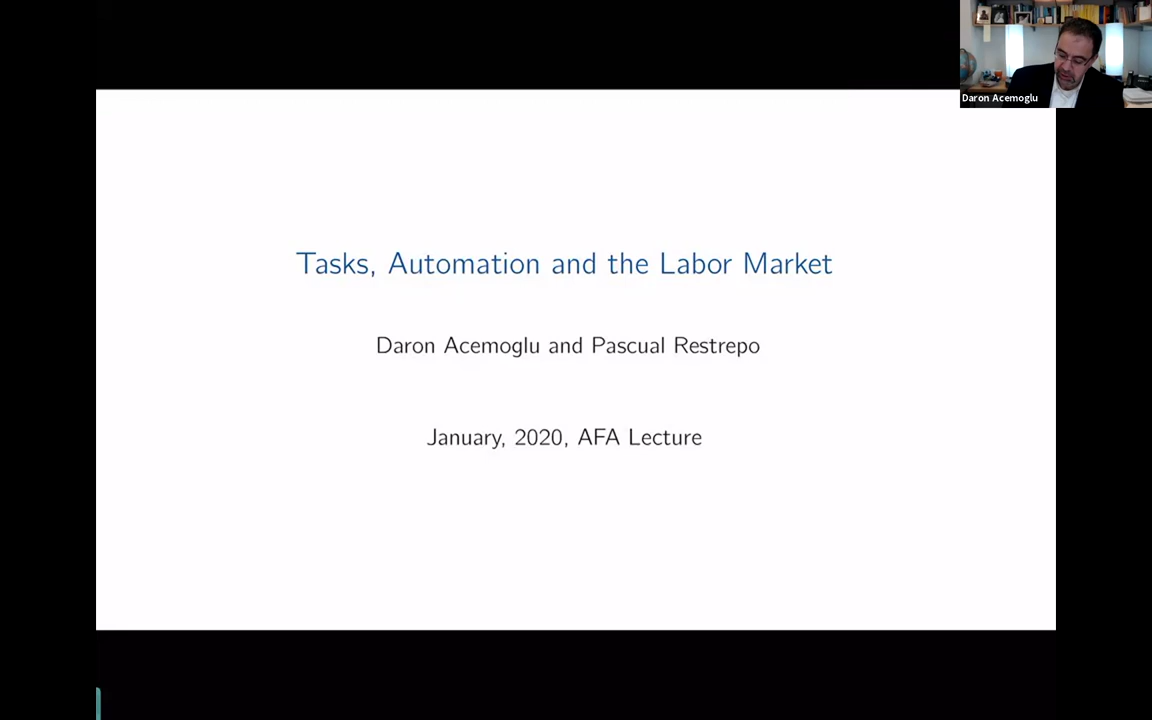 Daron Acemoglu
Tasks, Automation and the Labor Market
Daron Acemoglu and Pascual Restrepo
January, 2020, AFA Lecture